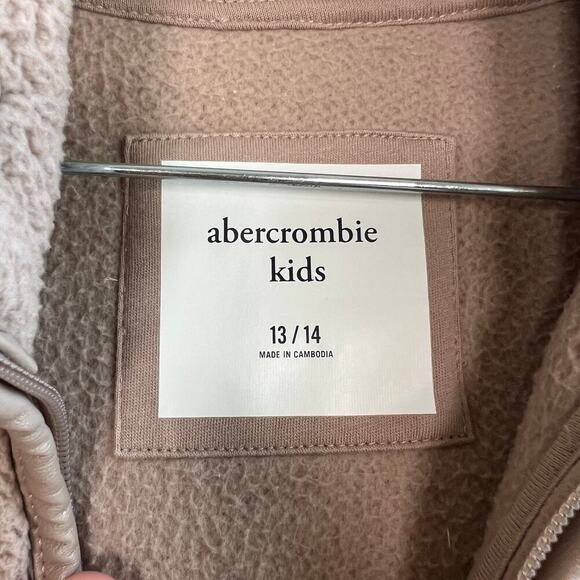 abercrombie
kids
13 / 14
MADE IN CAMBODIA